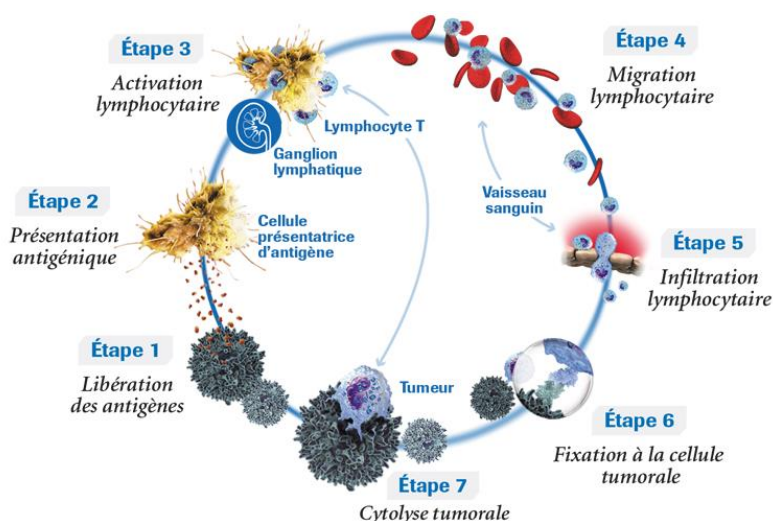 Étape 1
Libération
des antigènes
Étape 2
Présentation
antigénique
Cellule
présentatrice
d'antigène
Étape 3
Activation
lymphocytaire
Lymphocyte T
Ganglion
lymphatique
Étape 4
Migration
lymphocytaire
Vaisseau
sanguin
Étape 5
Infiltration
lymphocytaire
Étape 6
Fixation à la cellule
tumorale
Tumeur
Étape 7
Cytolyse tumorale